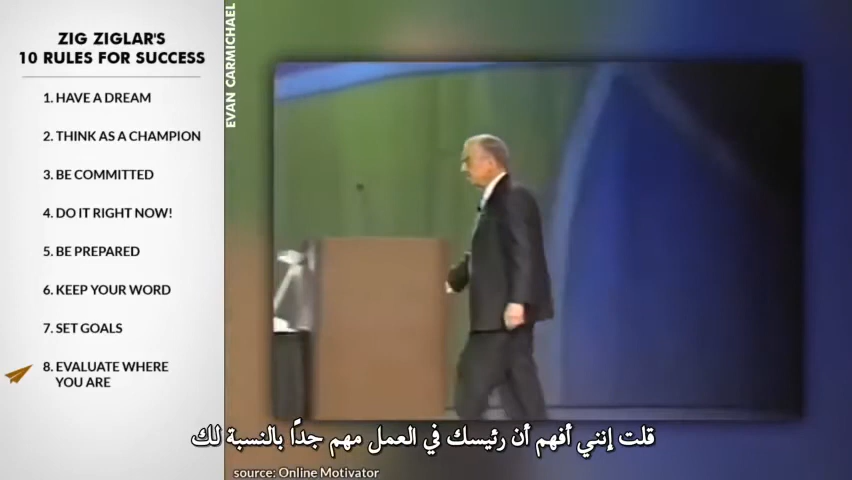 ZIG ZIGLAR'S
10 RULES FOR SUCCESS
1. HAVE A DREAM
2. THINK AS A CHAMPION
3. BE COMMITTED
4. DO IT RIGHT NOW!
5. BE PREPARED
6. KEEP YOUR WORD
7. SET GOALS
8. EVALUATE WHERE
YOU ARE
EVAN CARMICHAEL
قلت إنني أفهم أن رئيسك في العمل مهم جدًا بالنسبة لك
source: Online Motivator